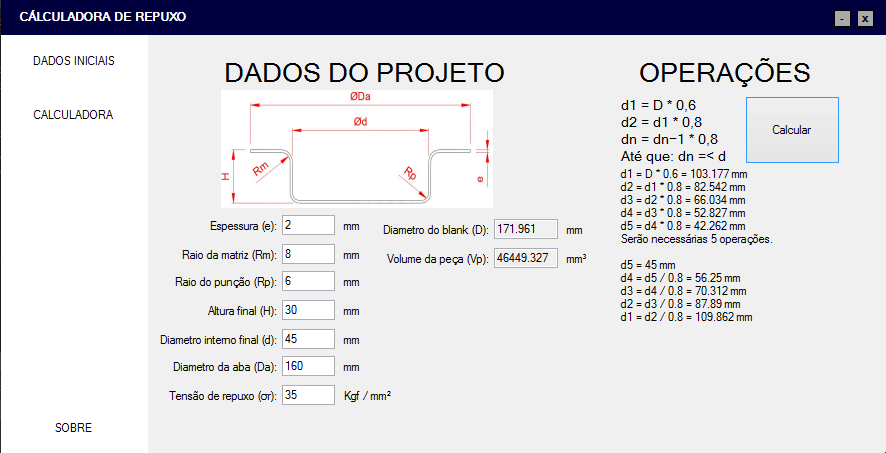 CÁLCULADORA DE REPUXO
- x
DADOS INICIAIS
CALCULADORA
SOBRE
DADOS DO PROJETO
ØDa
Ød
Rm
Rp
H
e
Espessura (e): 2 mm
Raio da matriz (Rm): 8 mm
Raio do punção (Rp): 6 mm
Altura final (H): 30 mm
Diametro interno final (d): 45 mm
Diametro da aba (Da): 160 mm
Tensão de repuxo (σr): 35 Kgf / mm²
Diametro do blank (D): 171.961 mm
Volume da peça (Vp): 46449.327 mm³
OPERAÇÕES
d1 = D * 0,6
d2 = d1 * 0,8
dn = dn−1 * 0,8
Até que: dn =< d
Calcular
d1 = D * 0.6 = 103.177 mm
d2 = d1 * 0.8 = 82.542 mm
d3 = d2 * 0.8 = 66.034 mm
d4 = d3 * 0.8 = 52.827 mm
d5 = d4 * 0.8 = 42.262 mm
Serão necessárias 5 operações.
d5 = 45 mm
d4 = d5 / 0.8 = 56.25 mm
d3 = d4 / 0.8 = 70.312 mm
d2 = d3 / 0.8 = 87.89 mm
d1 = d2 / 0.8 = 109.862 mm